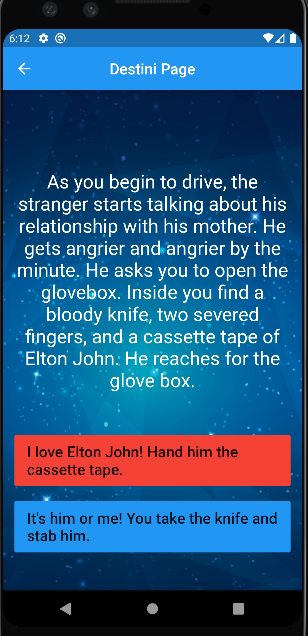 6:12
Destini Page
As you begin to drive, the
stranger starts talking about his
relationship with his mother. He
gets angrier and angrier by the
minute. He asks you to open the
glovebox. Inside you find a
bloody knife, two severed
fingers, and a cassette tape of
Elton John. He reaches for the
glove box.
I love Elton John! Hand him the
cassette tape.
It's him or me! You take the knife and
stab him.